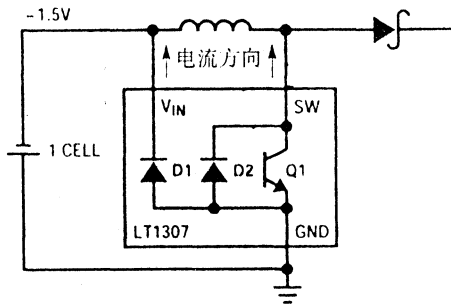 -1.5V
电流方向
VIN
SW
1 CELL
D1
D2
Q1
LT1307
GND